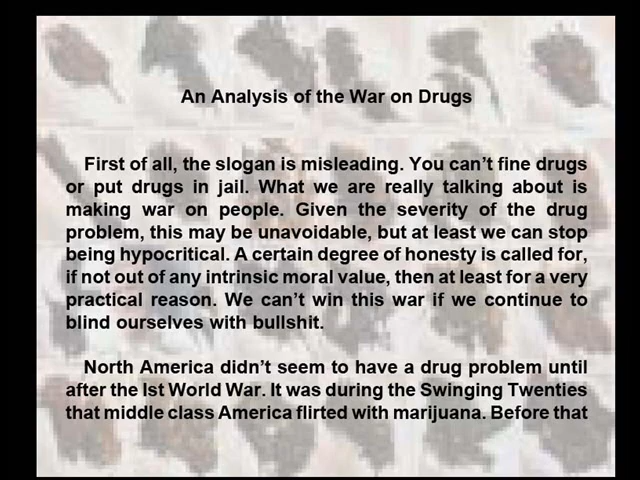 An Analysis of the War on Drugs
First of all, the slogan is misleading. You can’t fine drugs
or put drugs in jail. What we are really talking about is
making war on people. Given the severity of the drug
problem, this may be unavoidable, but at least we can stop
being hypocritical. A certain degree of honesty is called for,
if not out of any intrinsic moral value, then at least for a very
practical reason. We can’t win this war if we continue to
blind ourselves with bullshit.
North America didn’t seem to have a drug problem until
after the Ist World War. It was during the Swinging Twenties
that middle class America flirted with marijuana. Before that